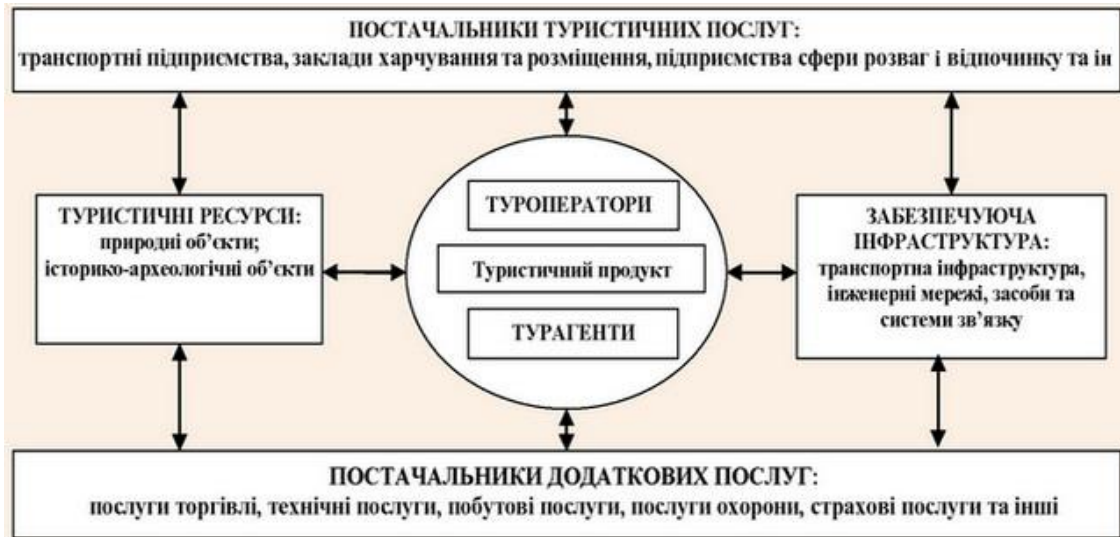 ПОСТАЧАЛЬНИКИ ТУРИСТИЧНИХ ПОСЛУГ:
транспортні підприємства, заклади харчування та розміщення, підприємства сфери розваг і відпочинку та ін
ТУРИСТИЧНІ РЕСУРСИ:
природні об’єкти;
історико-археологічні об’єкти
ТУРОПЕРАТОРИ
Туристичний продукт
ТУРАГЕНТИ
ЗАБЕЗПЕЧУЮЧА
ІНФРАСТРУКТУРА:
транспортна інфраструктура,
інженерні мережі, засоби та
системи зв’язку
ПОСТАЧАЛЬНИКИ ДОДАТКОВИХ ПОСЛУГ:
послуги торгівлі, технічні послуги, побутові послуги, послуги охорони, страхові послуги та інші